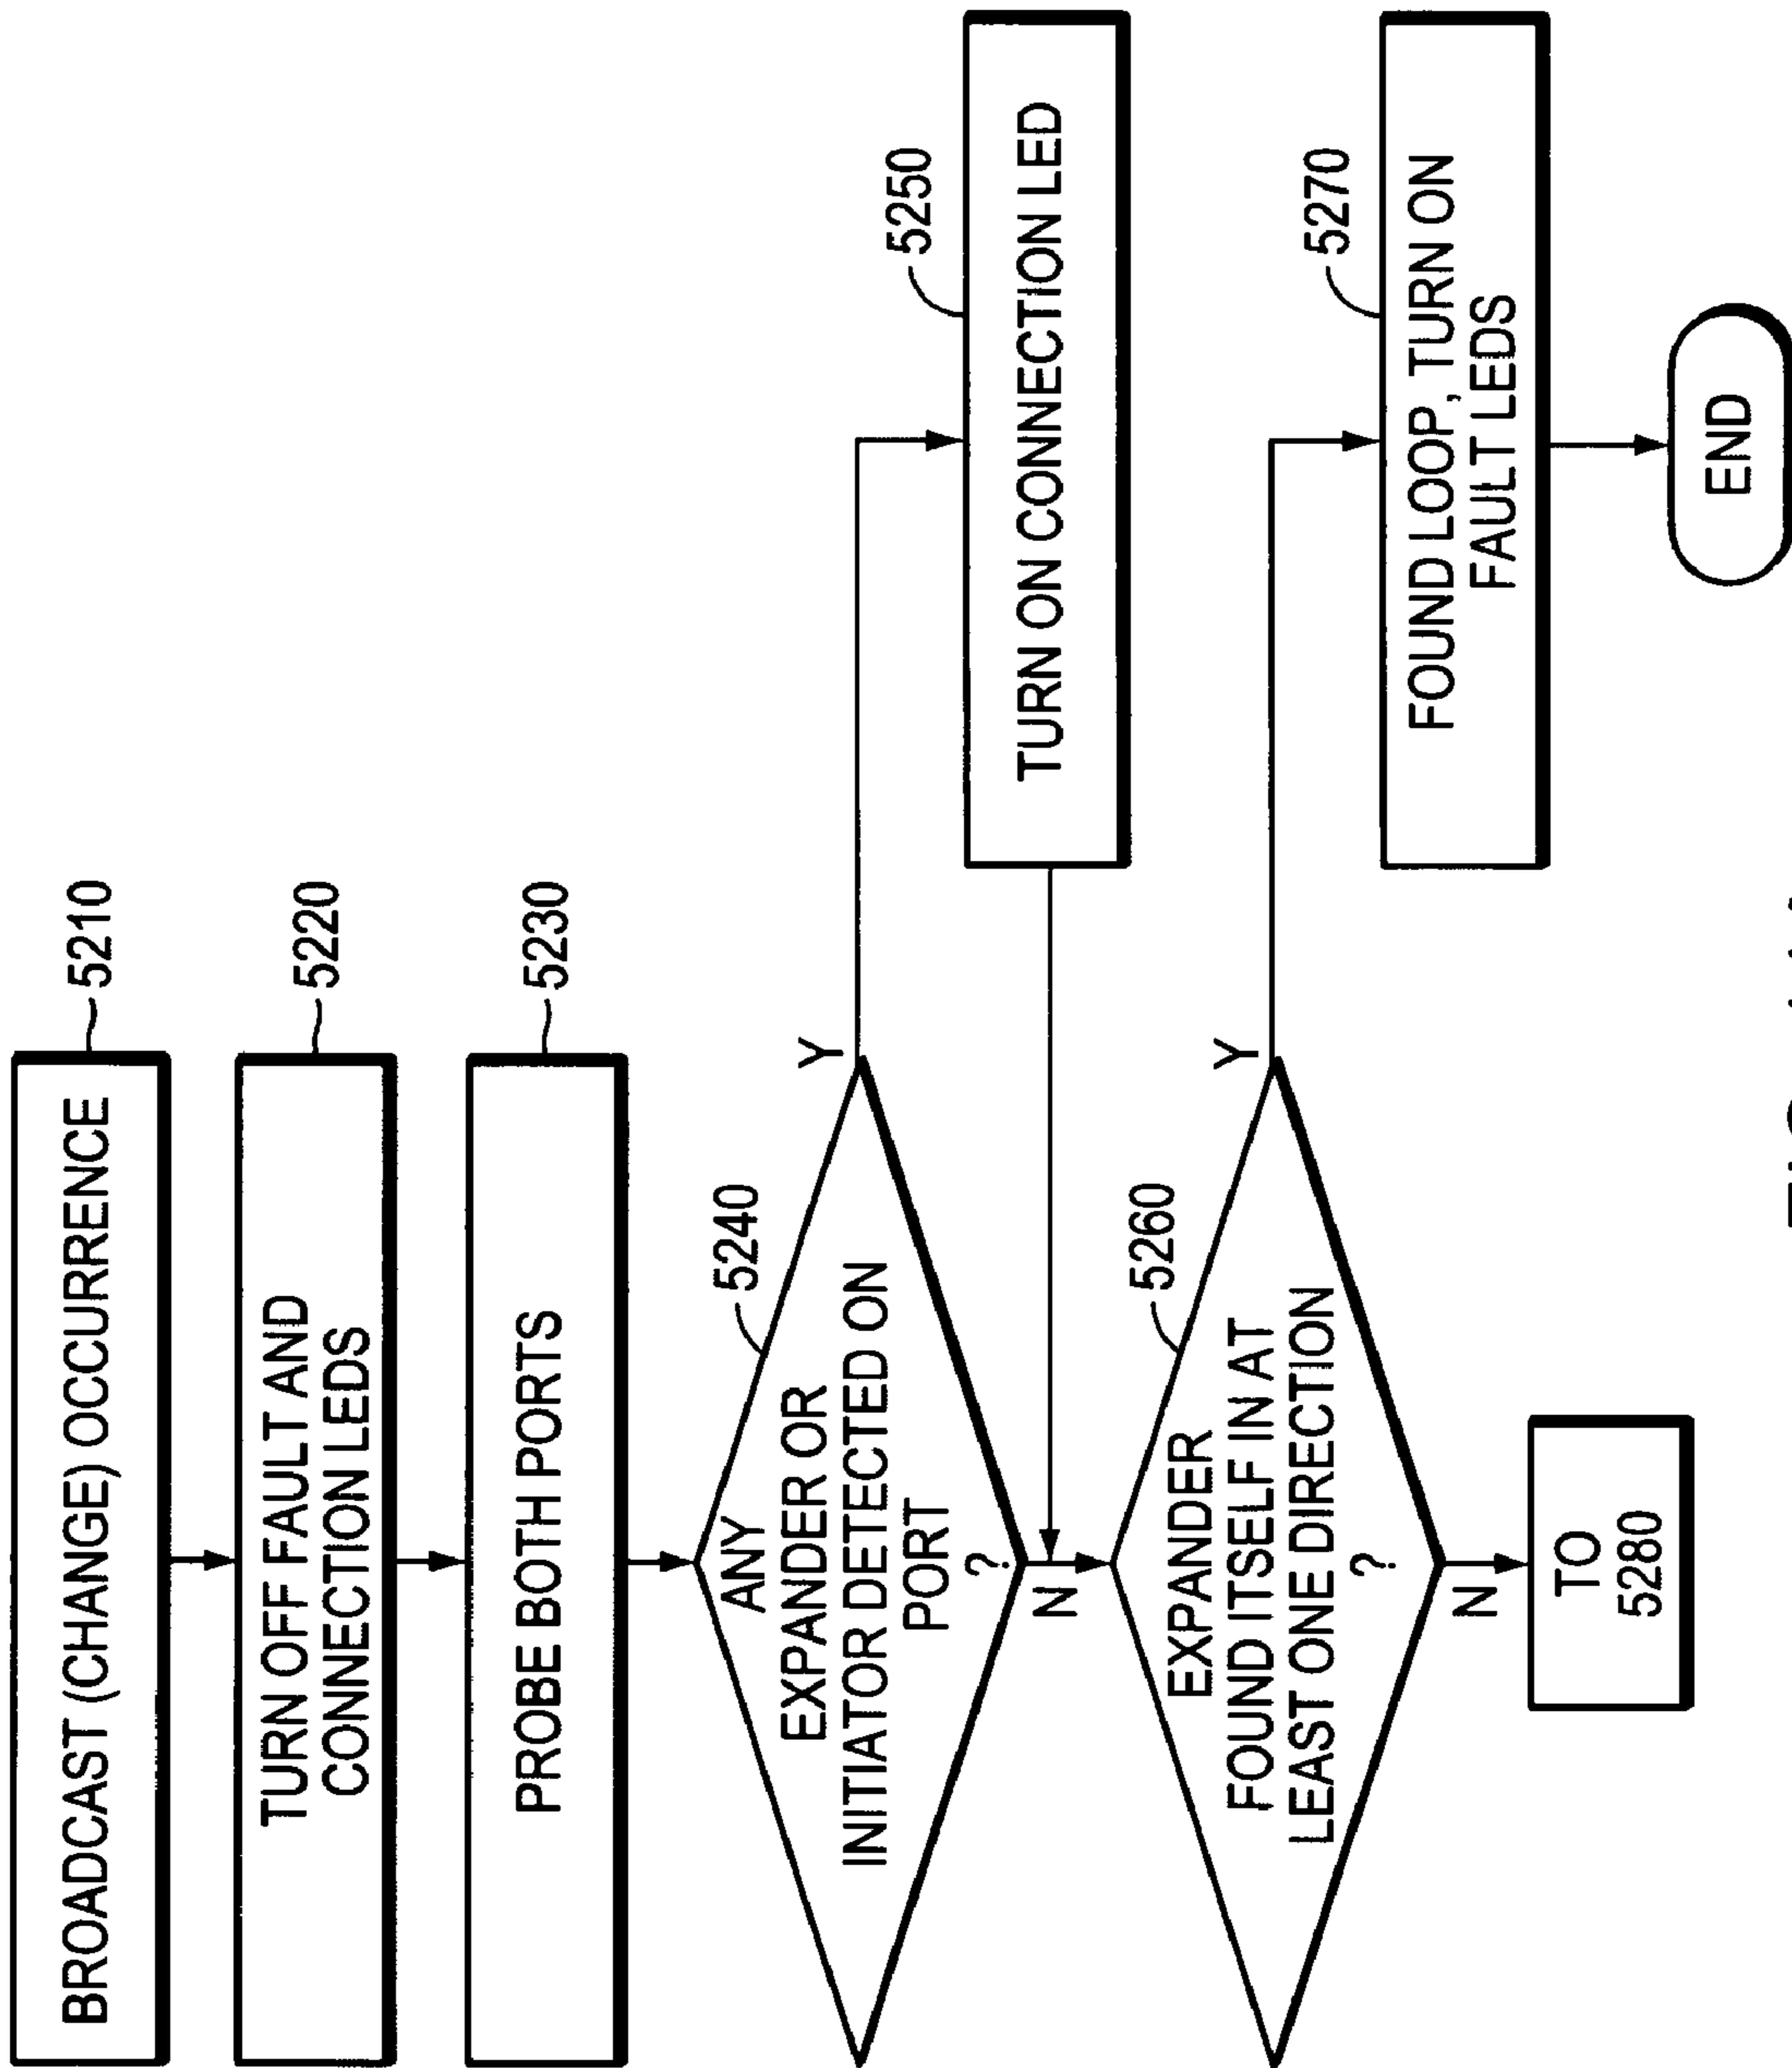 BROADCAST (CHANGE) OCCURRENCE
5210
TURN OFF FAULT AND
CONNECTION LEDS
5220
PROBE BOTH PORTS
5230
ANY
EXPANDER OR
INITIATOR DETECTED ON
PORT
?
5240
Y
N
TURN ON CONNECTION LED
5250
EXPANDER
FOUND ITSELF IN AT
LEAST ONE DIRECTION
?
5260
Y
N
FOUND LOOP, TURN ON
FAULT LEDS
5270
TO
5280
END